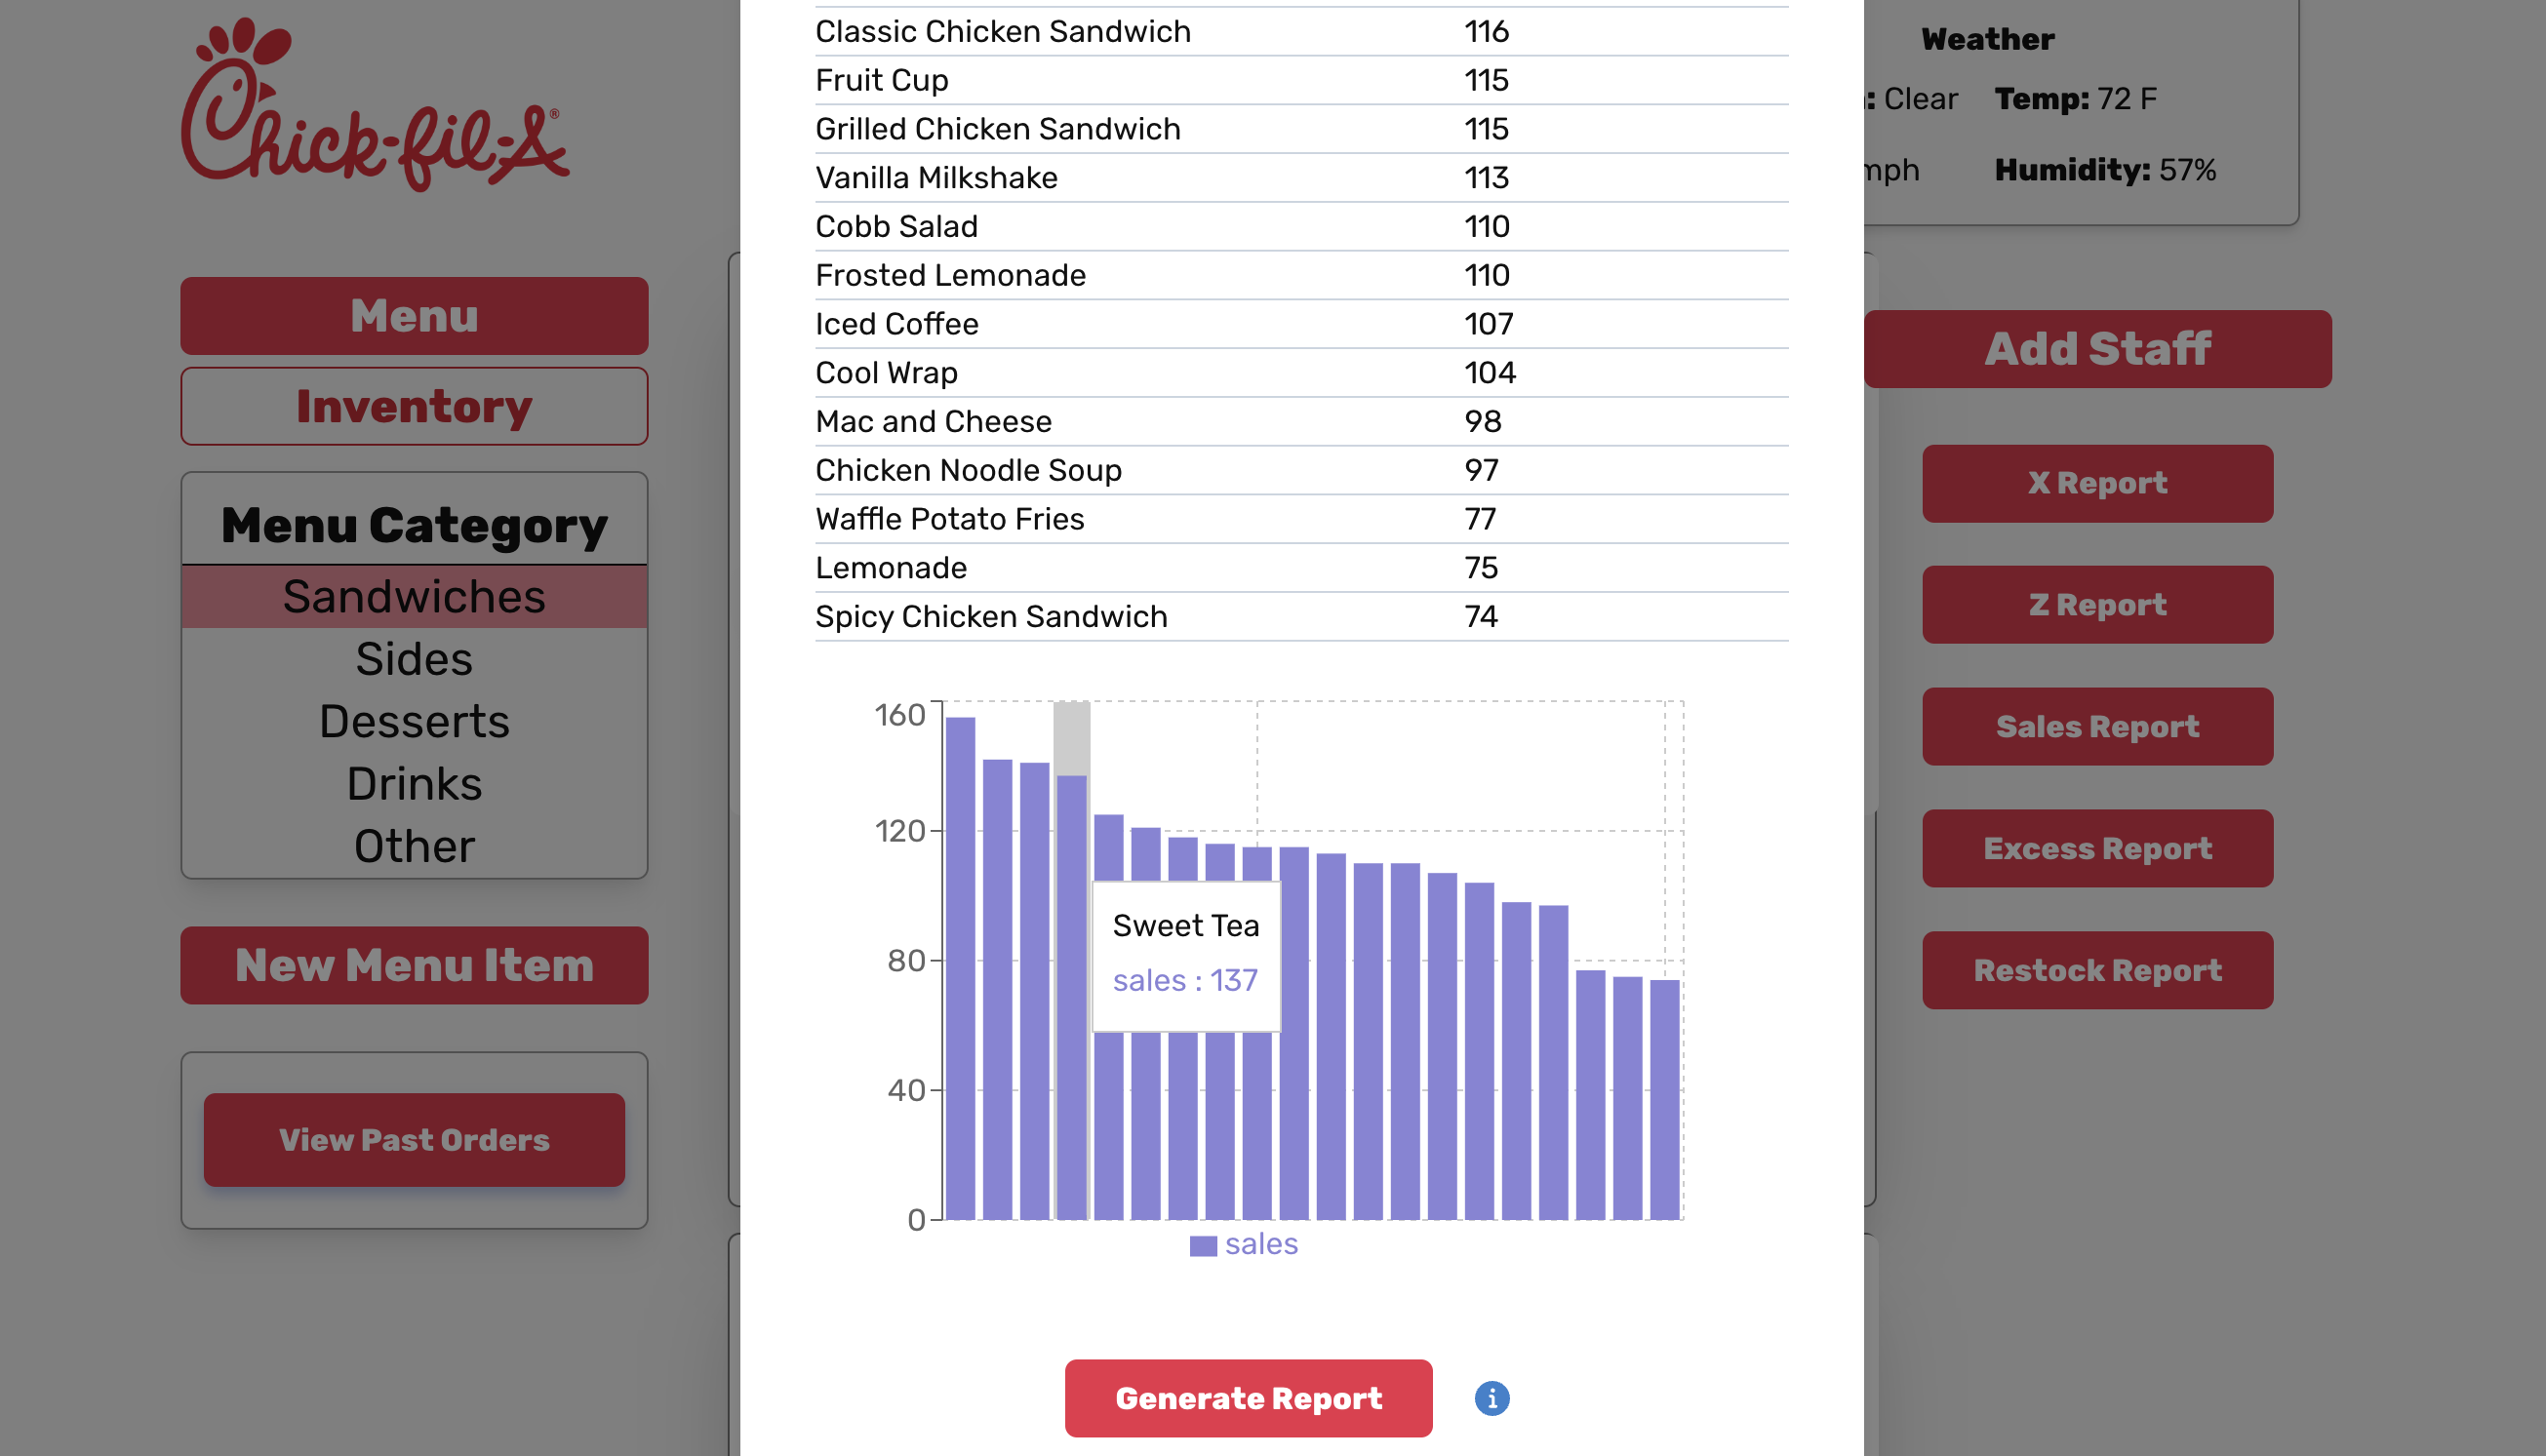 Chick-fil-A®
Menu
Inventory
Menu Category
Sandwiches
Sides
Desserts
Drinks
Other
New Menu Item
View Past Orders
Classic Chicken Sandwich 116
Fruit Cup 115
Grilled Chicken Sandwich 115
Vanilla Milkshake 113
Cobb Salad 110
Frosted Lemonade 110
Iced Coffee 107
Cool Wrap 104
Mac and Cheese 98
Chicken Noodle Soup 97
Waffle Potato Fries 77
Lemonade 75
Spicy Chicken Sandwich 74
160
120
80
40
0
Sweet Tea
sales : 137
sales
Generate Report
i
Weather
: Clear Temp: 72 F
mph Humidity: 57%
Add Staff
X Report
Z Report
Sales Report
Excess Report
Restock Report